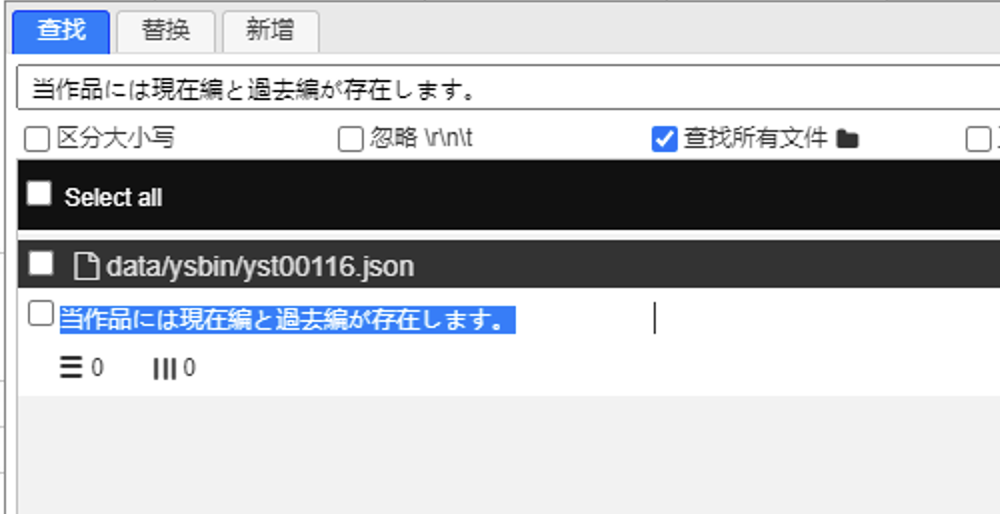 查找 替换 新增
当作品には現在編と過去編が存在します。
区分大小写 忽略 \r\n\t 查找所有文件
Select all
data/ysbin/yst00116.json
当作品には現在編と過去編が存在します。
0 0